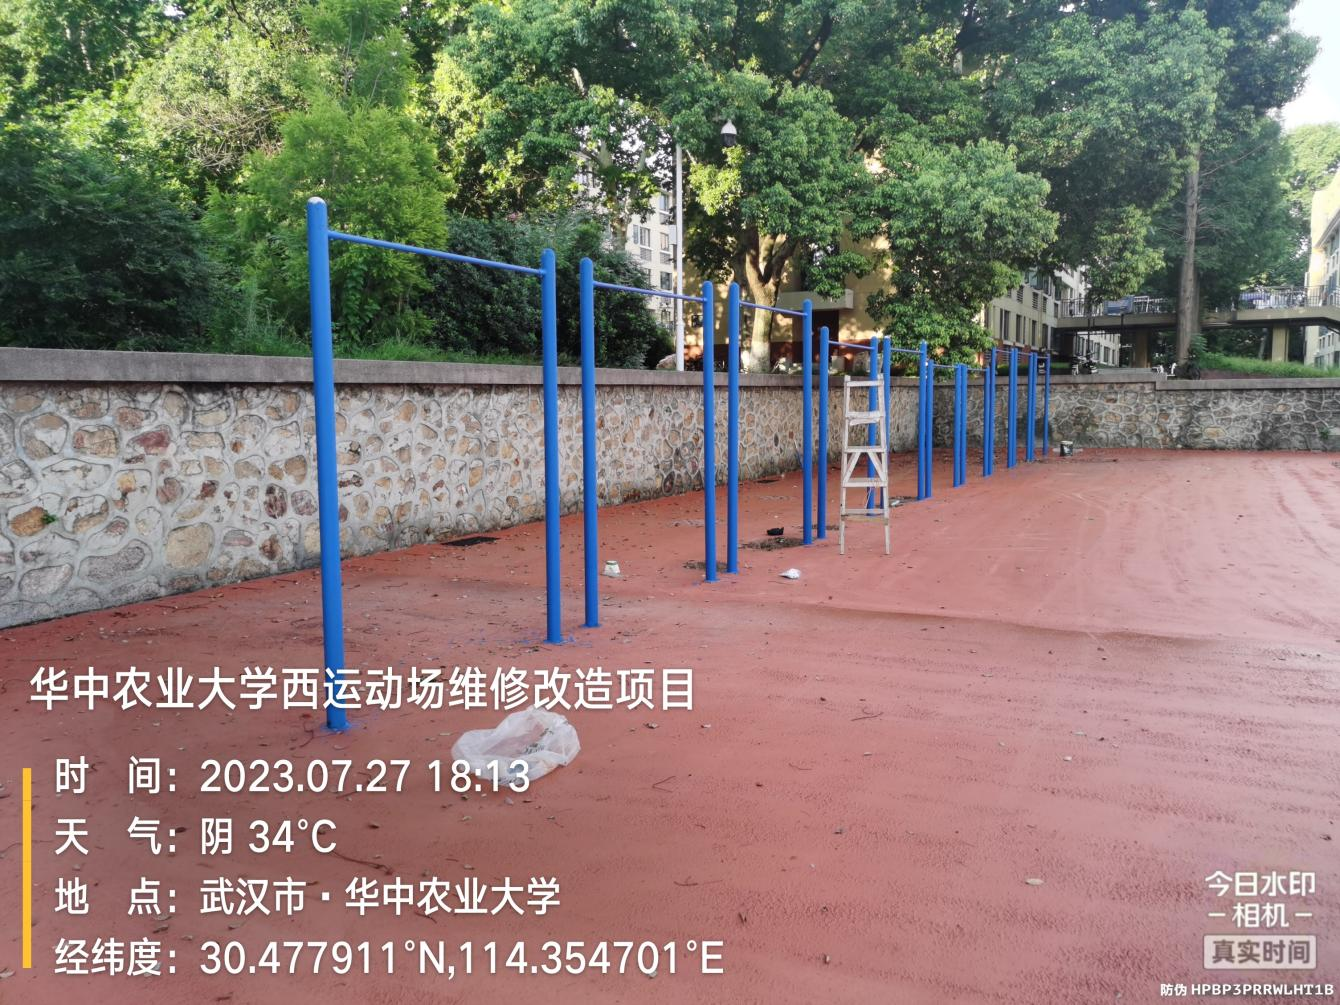 华中农业大学西运动场维修改造项目
时 间：2023.07.27 18:13
天 气：阴 34°C
地 点：武汉市·华中农业大学
经纬度：30.477911°N,114.354701°E
今日水印
相机
真实时间
防伪 HPBP3PRRWLHT1B